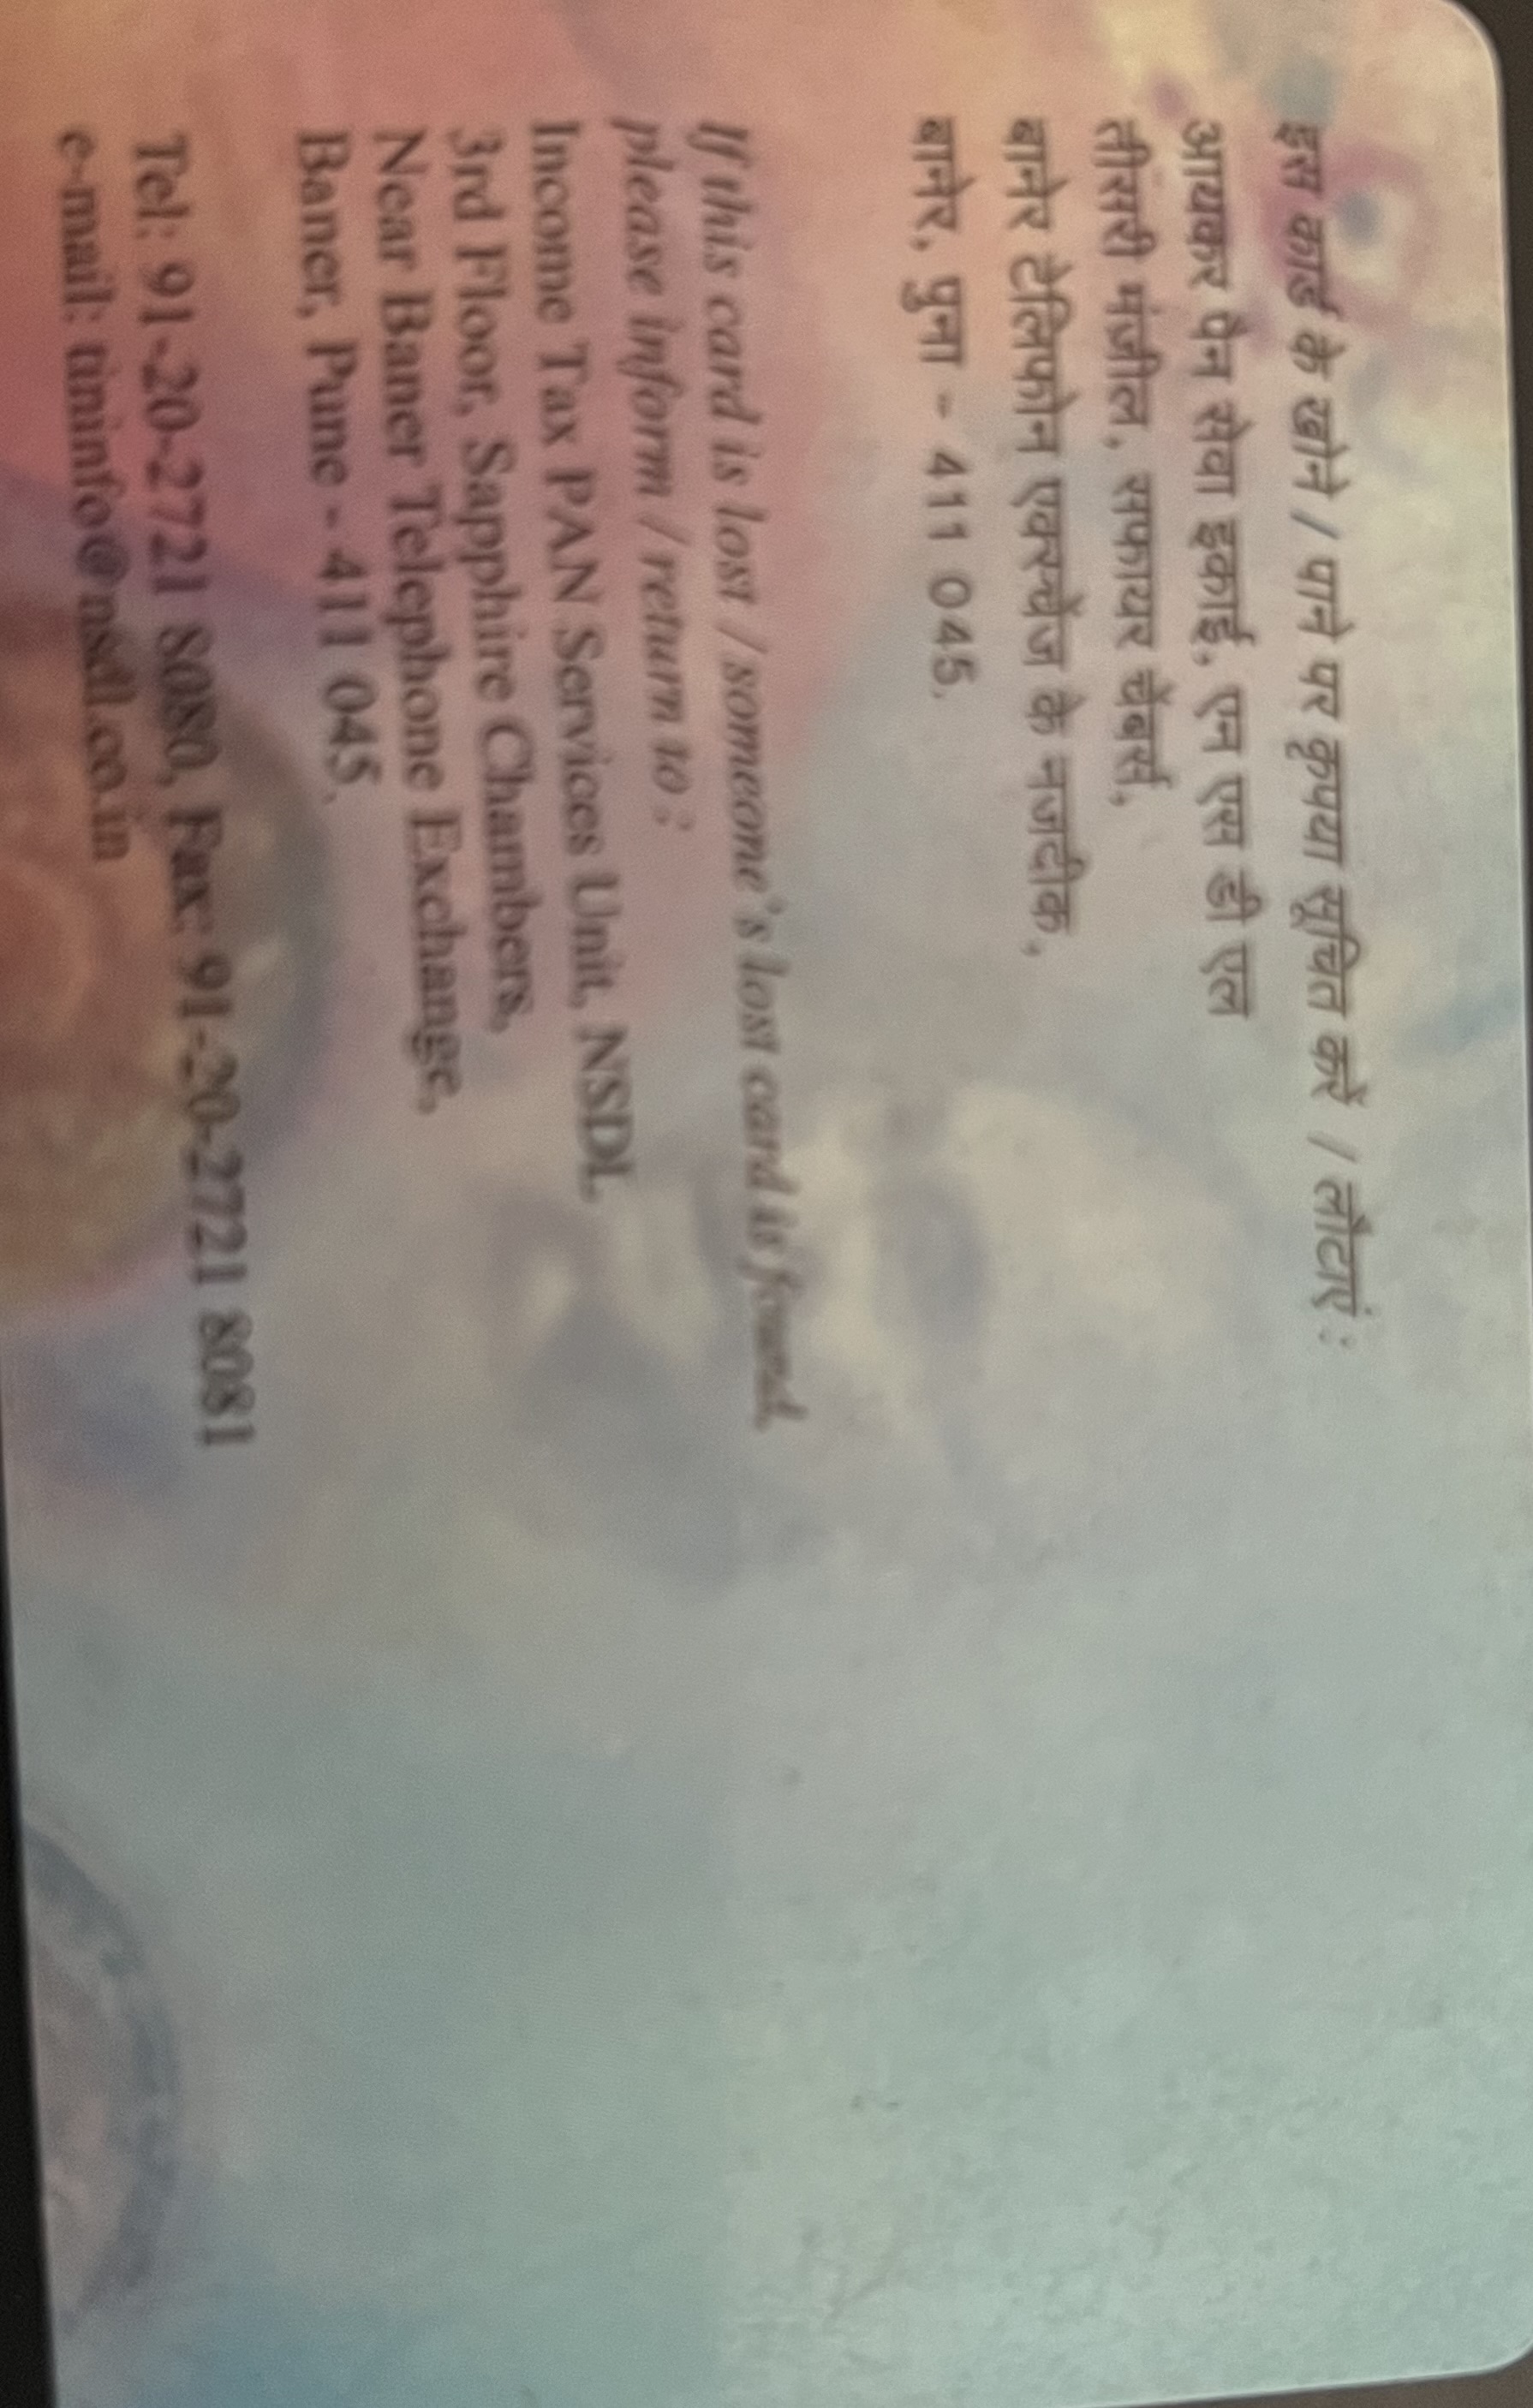 इस कार्ड के खोने / पाने पर कृपया सूचित करें / लौटाएं :
आयकर पैन सेवा इकाई, एन एस डी एल
तीसरी मंजील, सफायर चेंबर्स,
बानेर टेलिफोन एक्स्चेंज के नजदीक,
बानेर, पुना - 411 045.
If this card is lost / someone's lost card is found,
please inform / return to :
Income Tax PAN Services Unit, NSDL
3rd Floor, Sapphire Chambers,
Near Baner Telephone Exchange,
Baner, Pune - 411 045.
Tel: 91-20-2721 8080, Fax: 91-20-2721 8081
e-mail: tininfo@nsdl.co.in